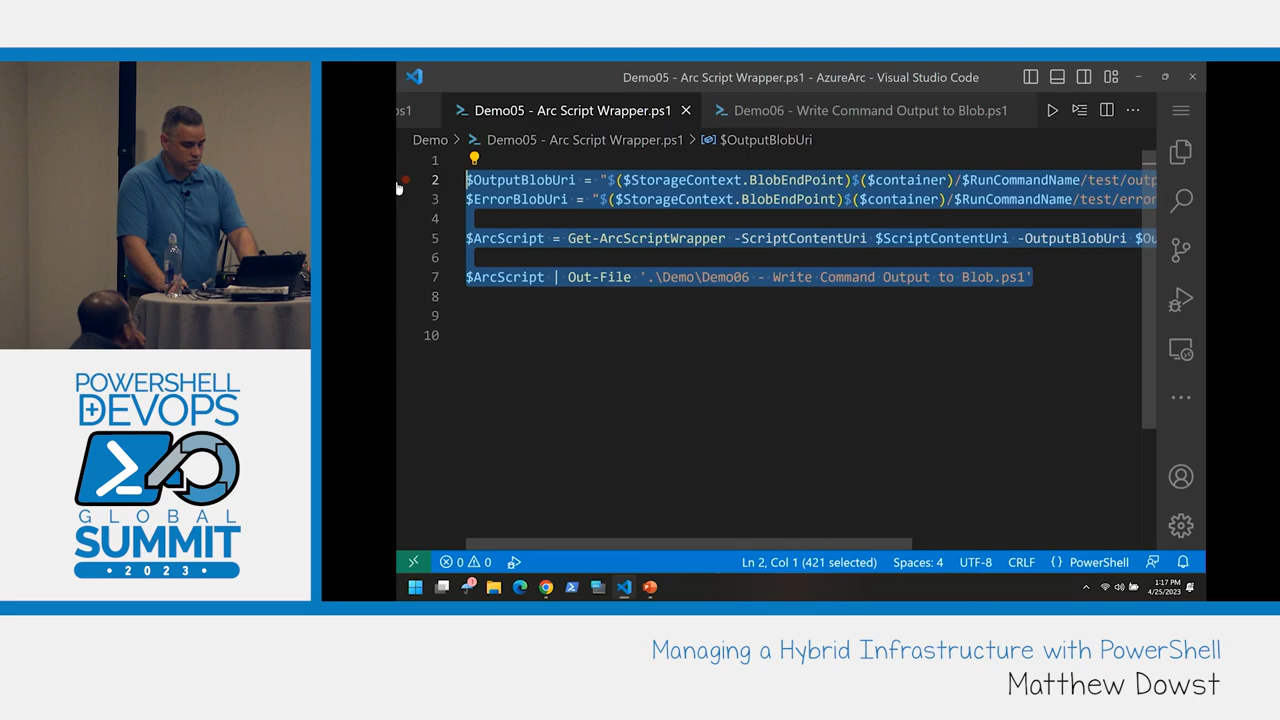 Demo05 - Arc Script Wrapper.ps1 - AzureArc - Visual Studio Code
ps1 Demo05 - Arc Script Wrapper.ps1 Demo06 - Write Command Output to Blob.ps1
Demo > Demo05 - Arc Script Wrapper.ps1 > $OutputBlobUri
1
2 $OutputBlobUri = "$($StorageContext.BlobEndPoint)$($container)/$RunCommandName/test/outp
3 $ErrorBlobUri = "$($StorageContext.BlobEndPoint)$($container)/$RunCommandName/test/error
4
5 $ArcScript = Get-ArcScriptWrapper -ScriptContentUri $ScriptContentUri -OutputBlobUri $Ou
6
7 $ArcScript | Out-File '.\Demo\Demo06 - Write Command Output to Blob.ps1'
8
9
10
0 0 Ln 2, Col 1 (421 selected) Spaces: 4 UTF-8 CRLF {} PowerShell
1 1:17 PM
4/25/2023
POWERSHELL
+DEVOPS
GLOBAL
SUMMIT
• 2023 •
Managing a Hybrid Infrastructure with PowerShell
Matthew Dowst